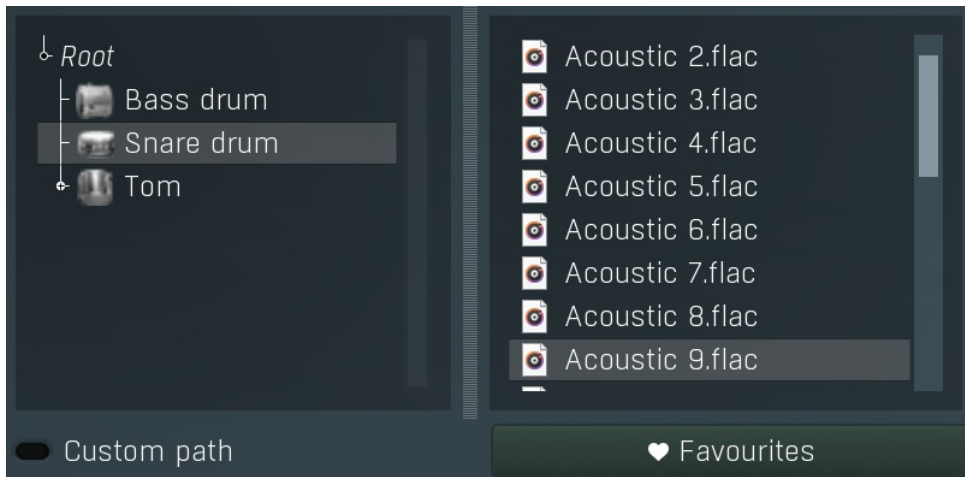 Root
Bass drum
Snare drum
Tom
Acoustic 2.flac
Acoustic 3.flac
Acoustic 4.flac
Acoustic 5.flac
Acoustic 6.flac
Acoustic 7.flac
Acoustic 8.flac
Acoustic 9.flac
Custom path
Favourites